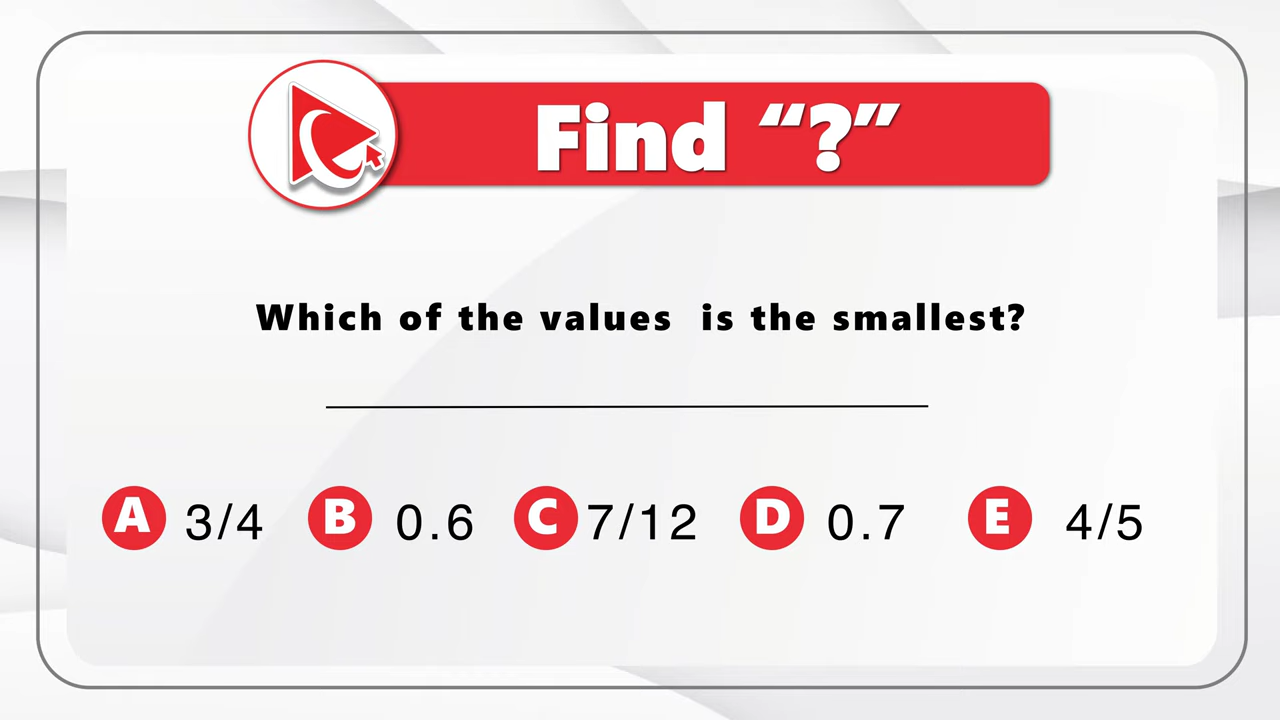 Find “?”
Which of the values is the smallest?
A 3/4 B 0.6 C 7/12 D 0.7 E 4/5